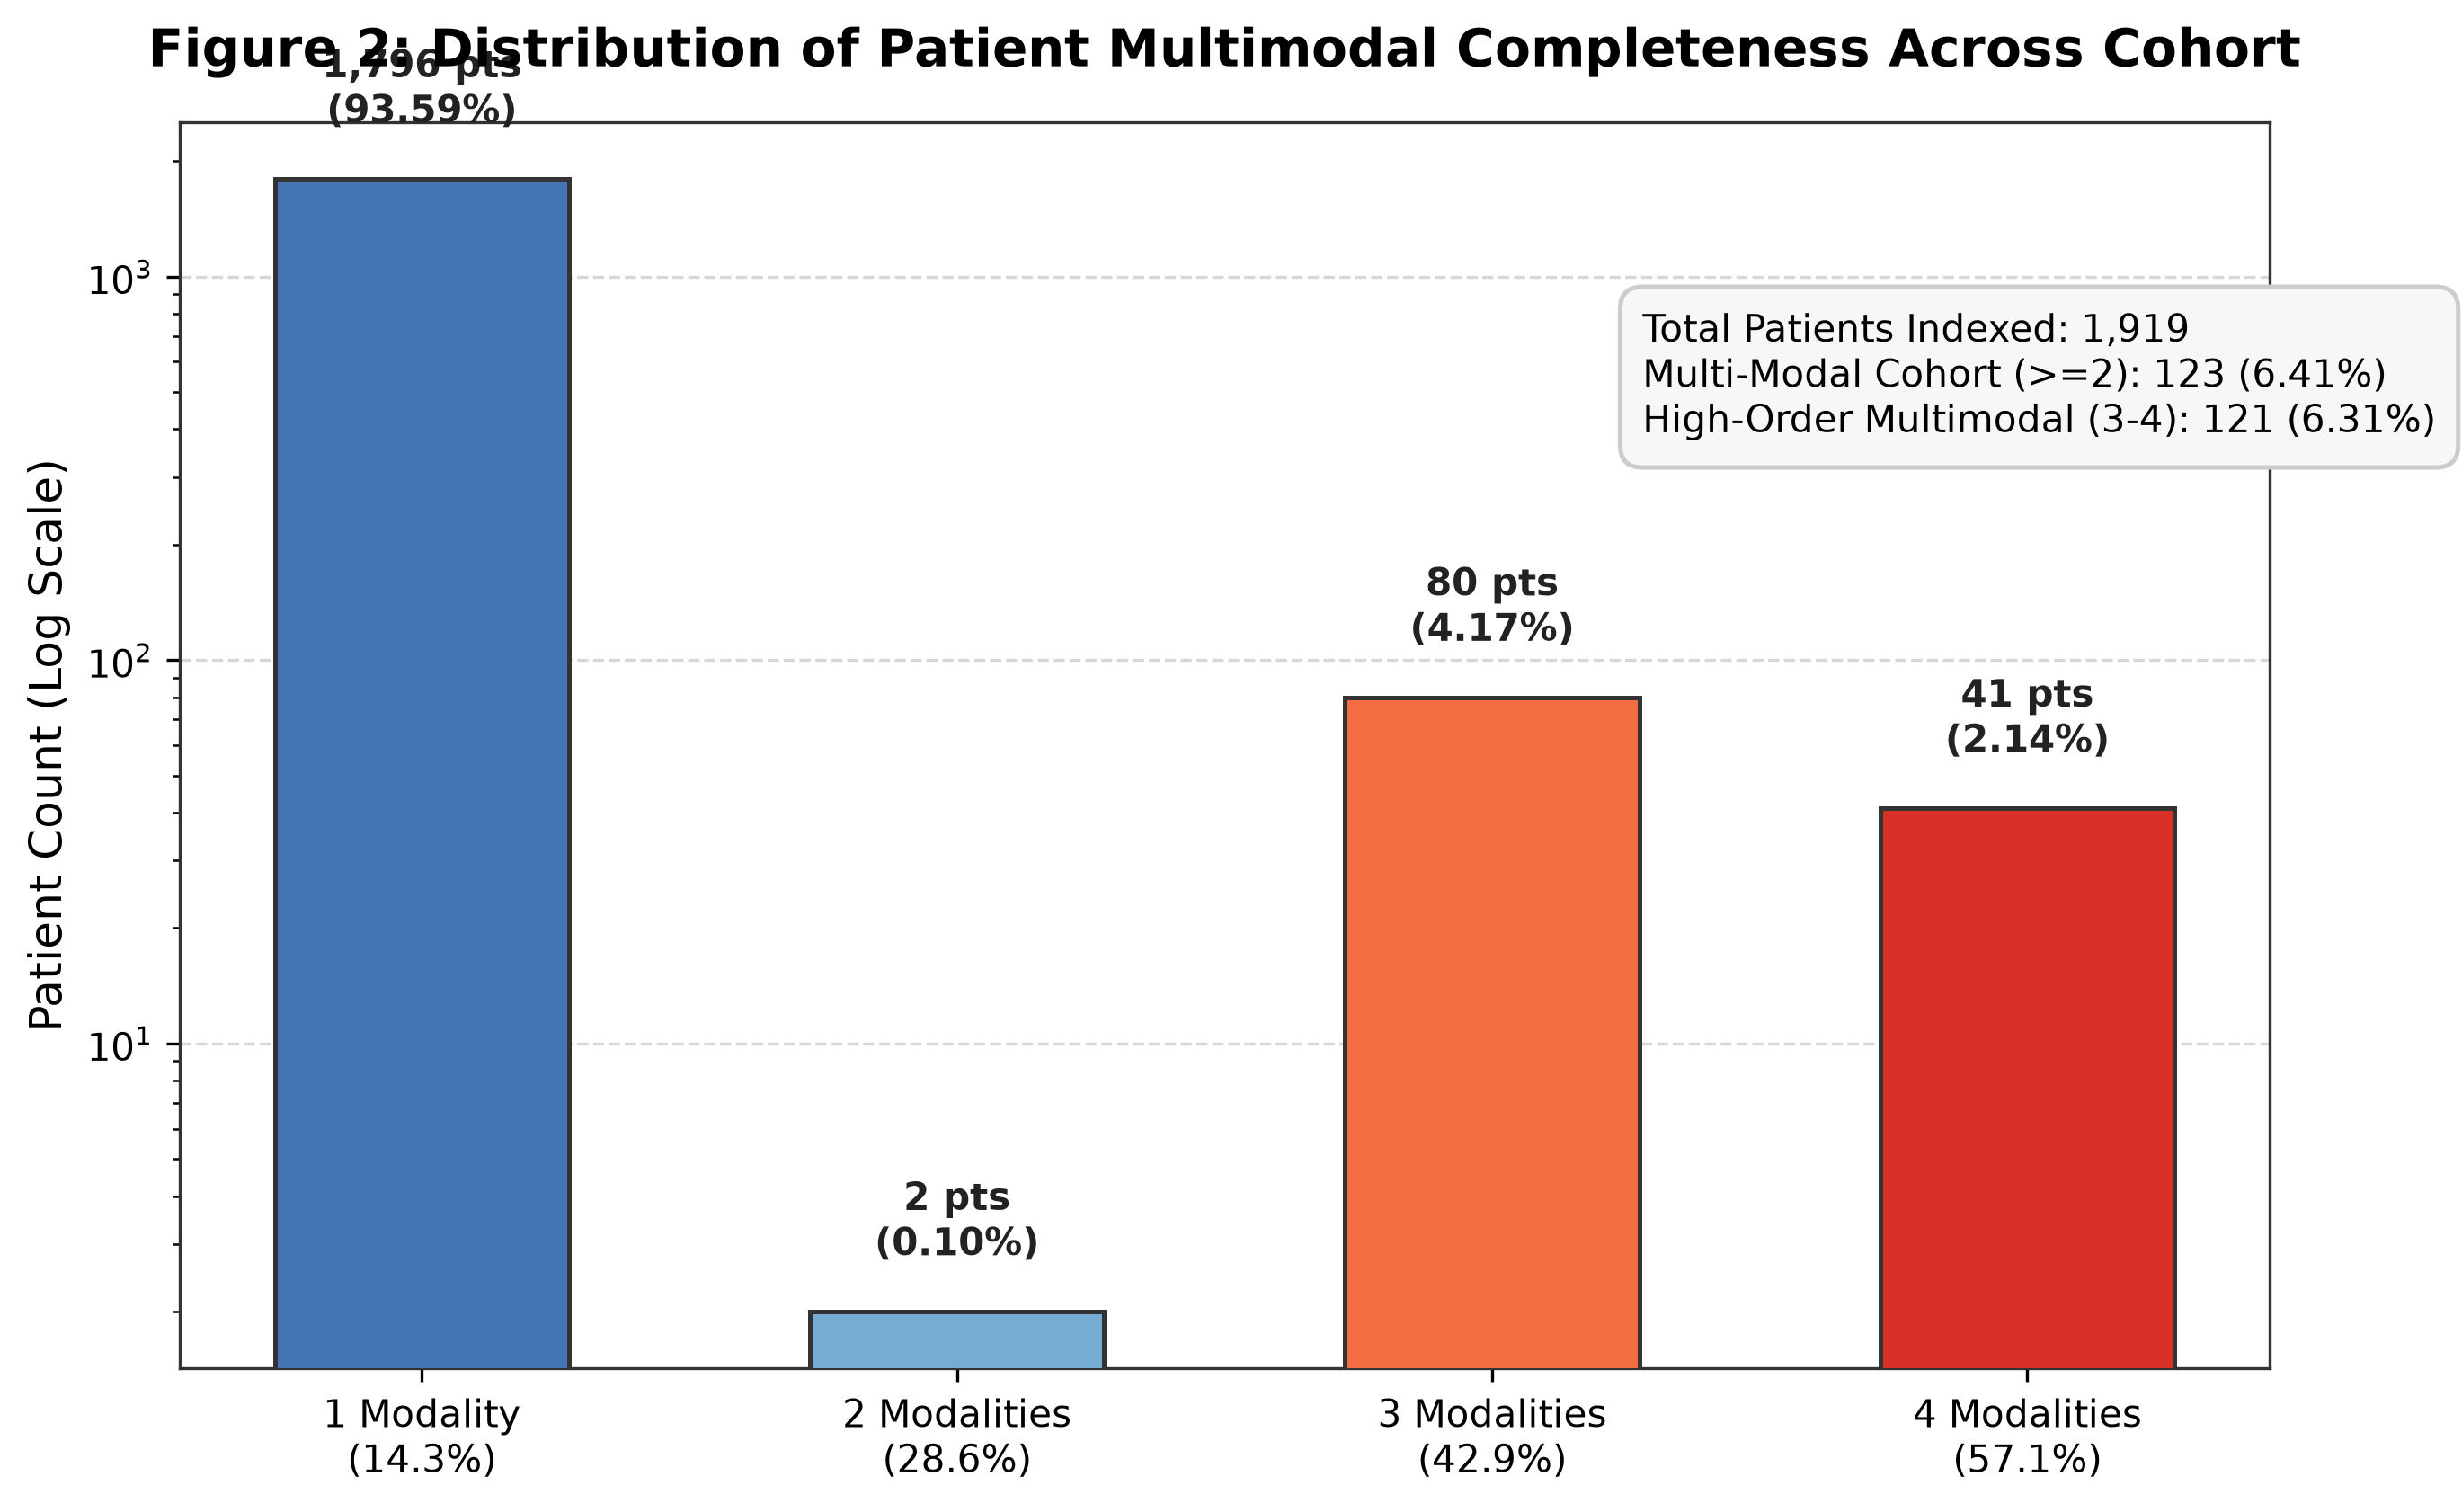 Figure 2: Distribution of Patient Multimodal Completeness Across Cohort
1,796 pts
(93.59%)
Total Patients Indexed: 1,919
Multi-Modal Cohort (>=2): 123 (6.41%)
High-Order Multimodal (3-4): 121 (6.31%)
80 pts
(4.17%)
41 pts
(2.14%)
2 pts
(0.10%)
Patient Count (Log Scale)
10³
10²
10¹
1 Modality
(14.3%)
2 Modalities
(28.6%)
3 Modalities
(42.9%)
4 Modalities
(57.1%)